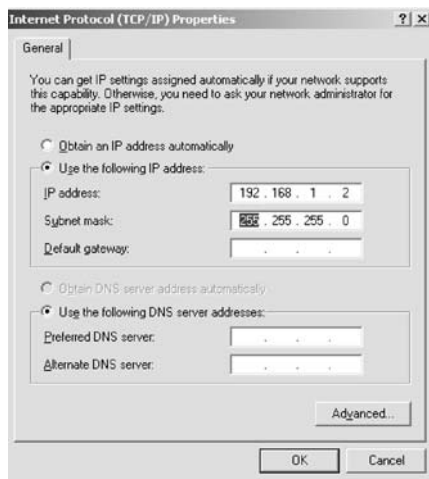 Internet Protocol (TCP/IP) Properties
General
You can get IP settings assigned automatically if your network supports
this capability. Otherwise, you need to ask your network administrator for
the appropriate IP settings.
Obtain an IP address automatically
Use the following IP address:
IP address: 192 . 168 . 1 . 2
Subnet mask: 255 . 255 . 255 . 0
Default gateway: . . .
Obtain DNS server address automatically
Use the following DNS server addresses:
Preferred DNS server: . . .
Alternate DNS server: . . .
Advanced...
OK Cancel